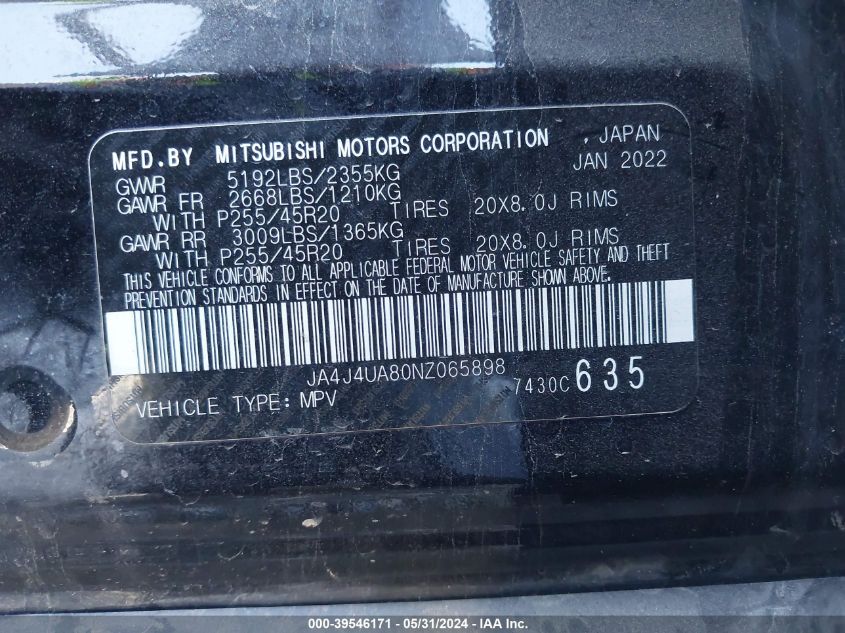 MFD.BY MITSUBISHI MOTORS CORPORATION , JAPAN
JAN 2022
GVWR 5192LBS/2355KG
GAWR FR 2668LBS/1210KG
WITH P255/45R20 TIRES 20X8.0J RIMS
GAWR RR 3009LBS/1365KG
WITH P255/45R20 TIRES 20X8.0J RIMS
THIS VEHICLE CONFORMS TO ALL APPLICABLE FEDERAL MOTOR VEHICLE SAFETY AND THEFT
PREVENTION STANDARDS IN EFFECT ON THE DATE OF MANUFACTURE SHOWN ABOVE.
JA4J4UA80NZ065898
7430C 635
VEHICLE TYPE: MPV
000-39546171 - 05/31/2024 - IAA Inc.